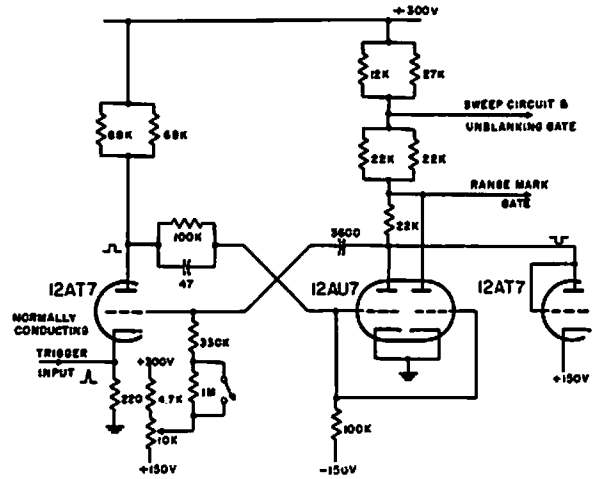 +300V
12K 27K
SWEEP CIRCUIT &
UNBLANKING GATE
68K 68K
22K 22K
RANGE MARK
GATE
22K
100K
3600
47
12AT7
12AU7
12AT7
NORMALLY
CONDUCTING
TRIGGER
INPUT
330K
+300V
+150V
220
4.7K
1M
10K
100K
+150V
-150V